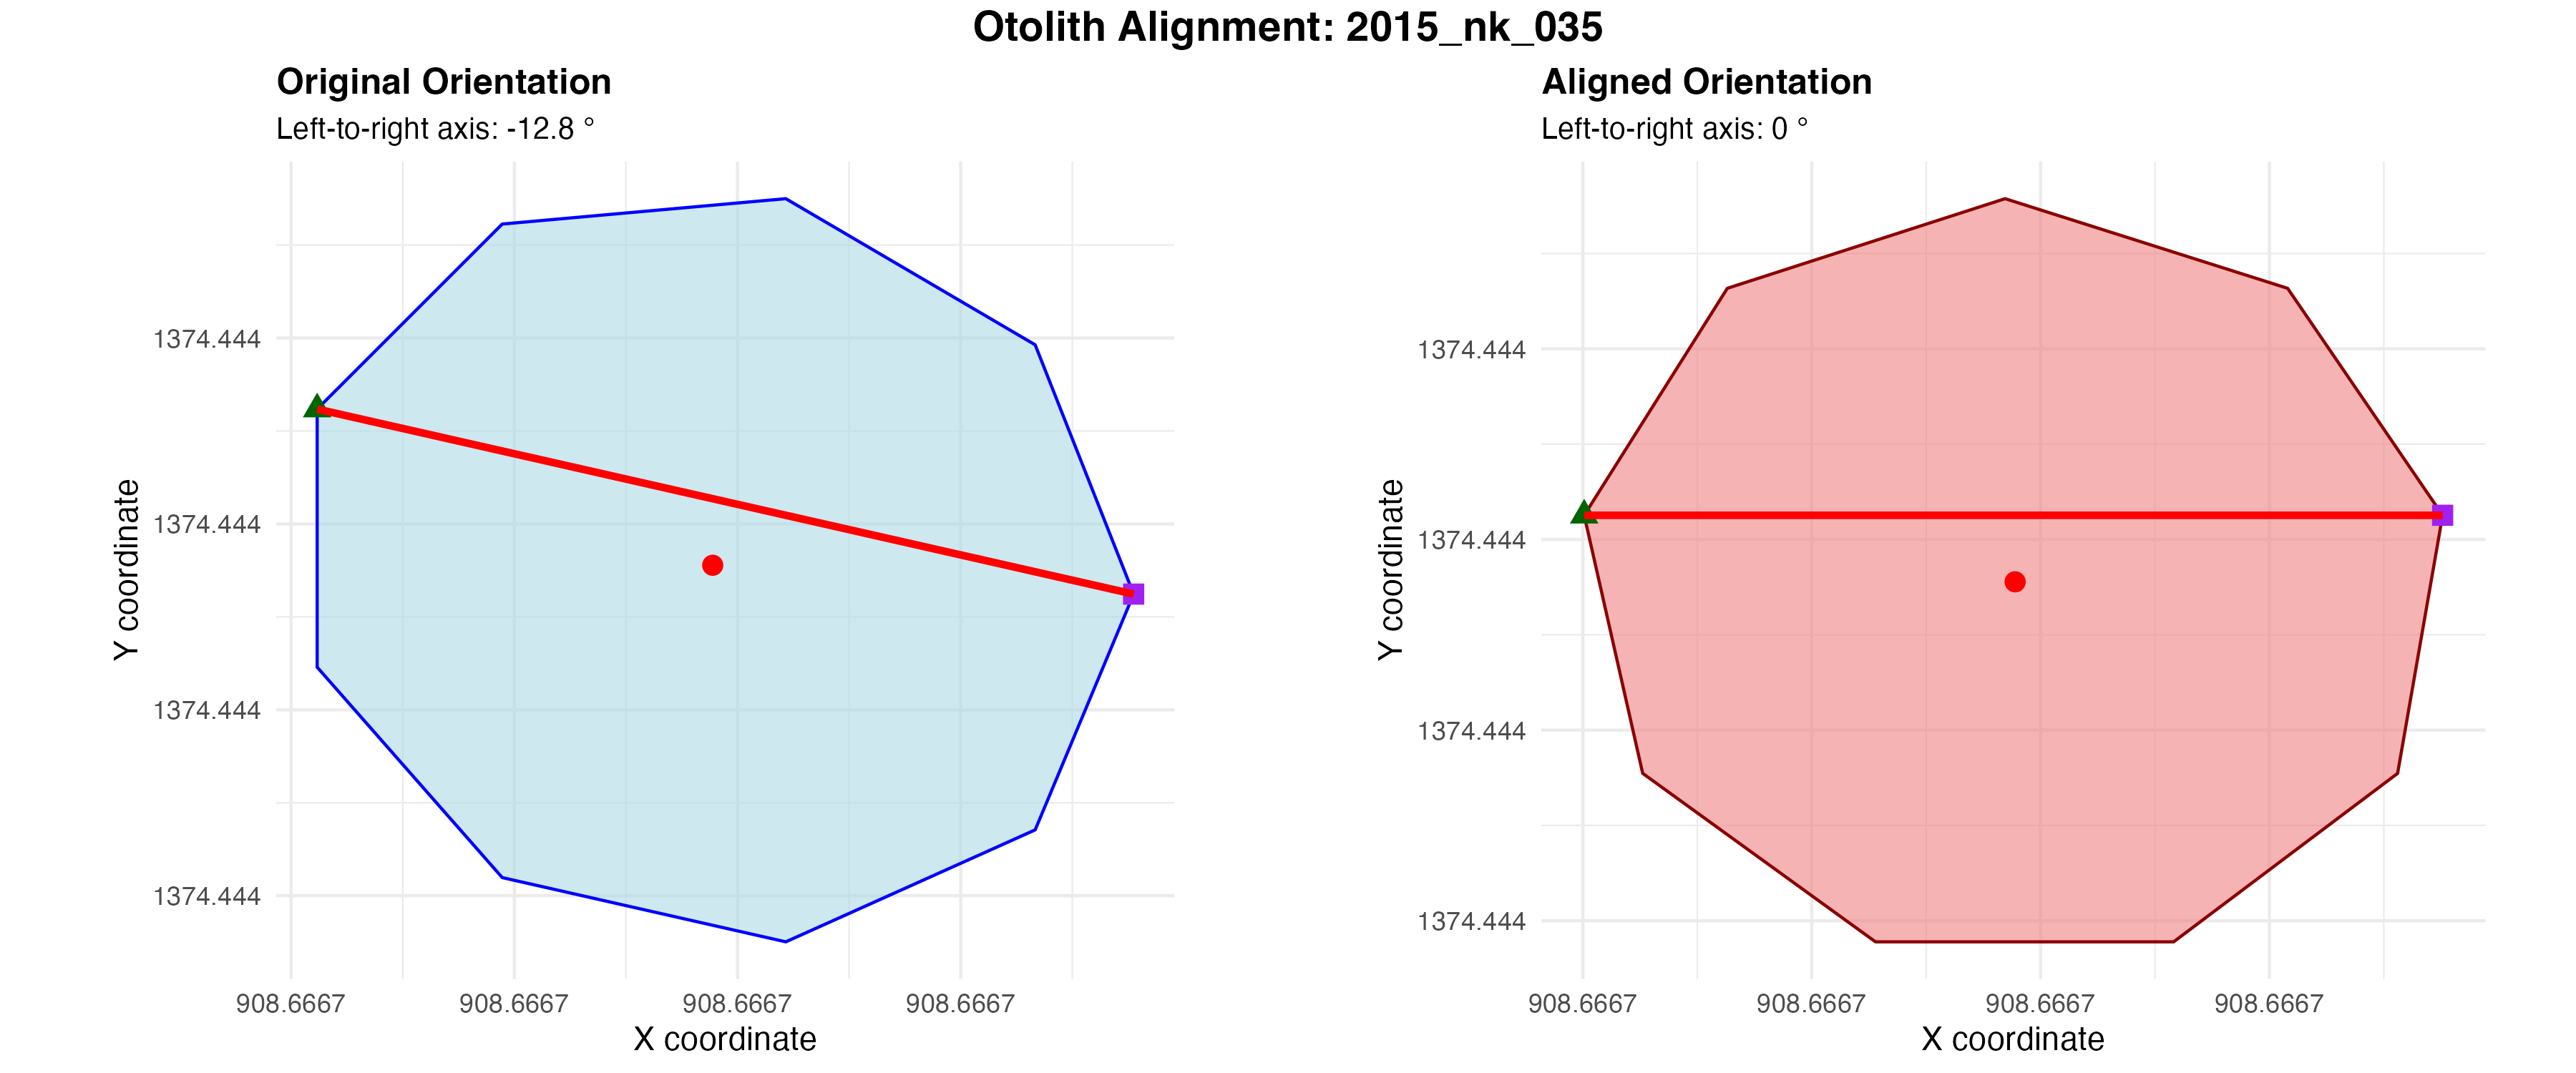 Otolith Alignment: 2015_nk_035
Original Orientation
Left-to-right axis: -12.8 °
Y coordinate
1374.444
1374.444
1374.444
1374.444
908.6667 908.6667 908.6667 908.6667
X coordinate
Aligned Orientation
Left-to-right axis: 0 °
Y coordinate
1374.444
1374.444
1374.444
1374.444
908.6667 908.6667 908.6667 908.6667
X coordinate